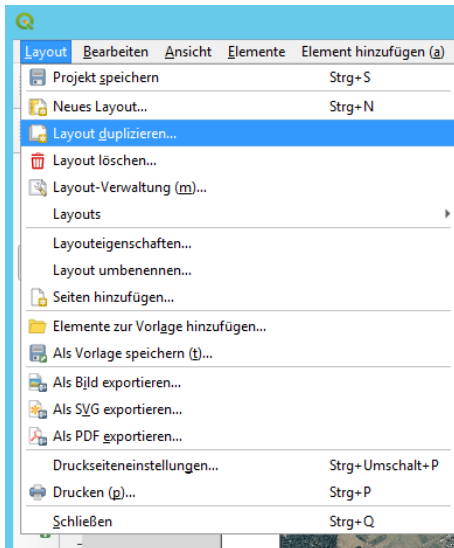 Layout Bearbeiten Ansicht Elemente Element hinzufügen (a)
Projekt speichern Strg+S
Neues Layout... Strg+N
Layout duplizieren...
Layout löschen...
Layout-Verwaltung (m)...
Layouts
Layouteigenschaften...
Layout umbenennen...
Seiten hinzufügen...
Elemente zur Vorlage hinzufügen...
Als Vorlage speichern (t)...
Als Bild exportieren...
Als SVG exportieren...
Als PDF exportieren...
Druckseiteneinstellungen... Strg+Umschalt+P
Drucken (p)... Strg+P
Schließen Strg+Q